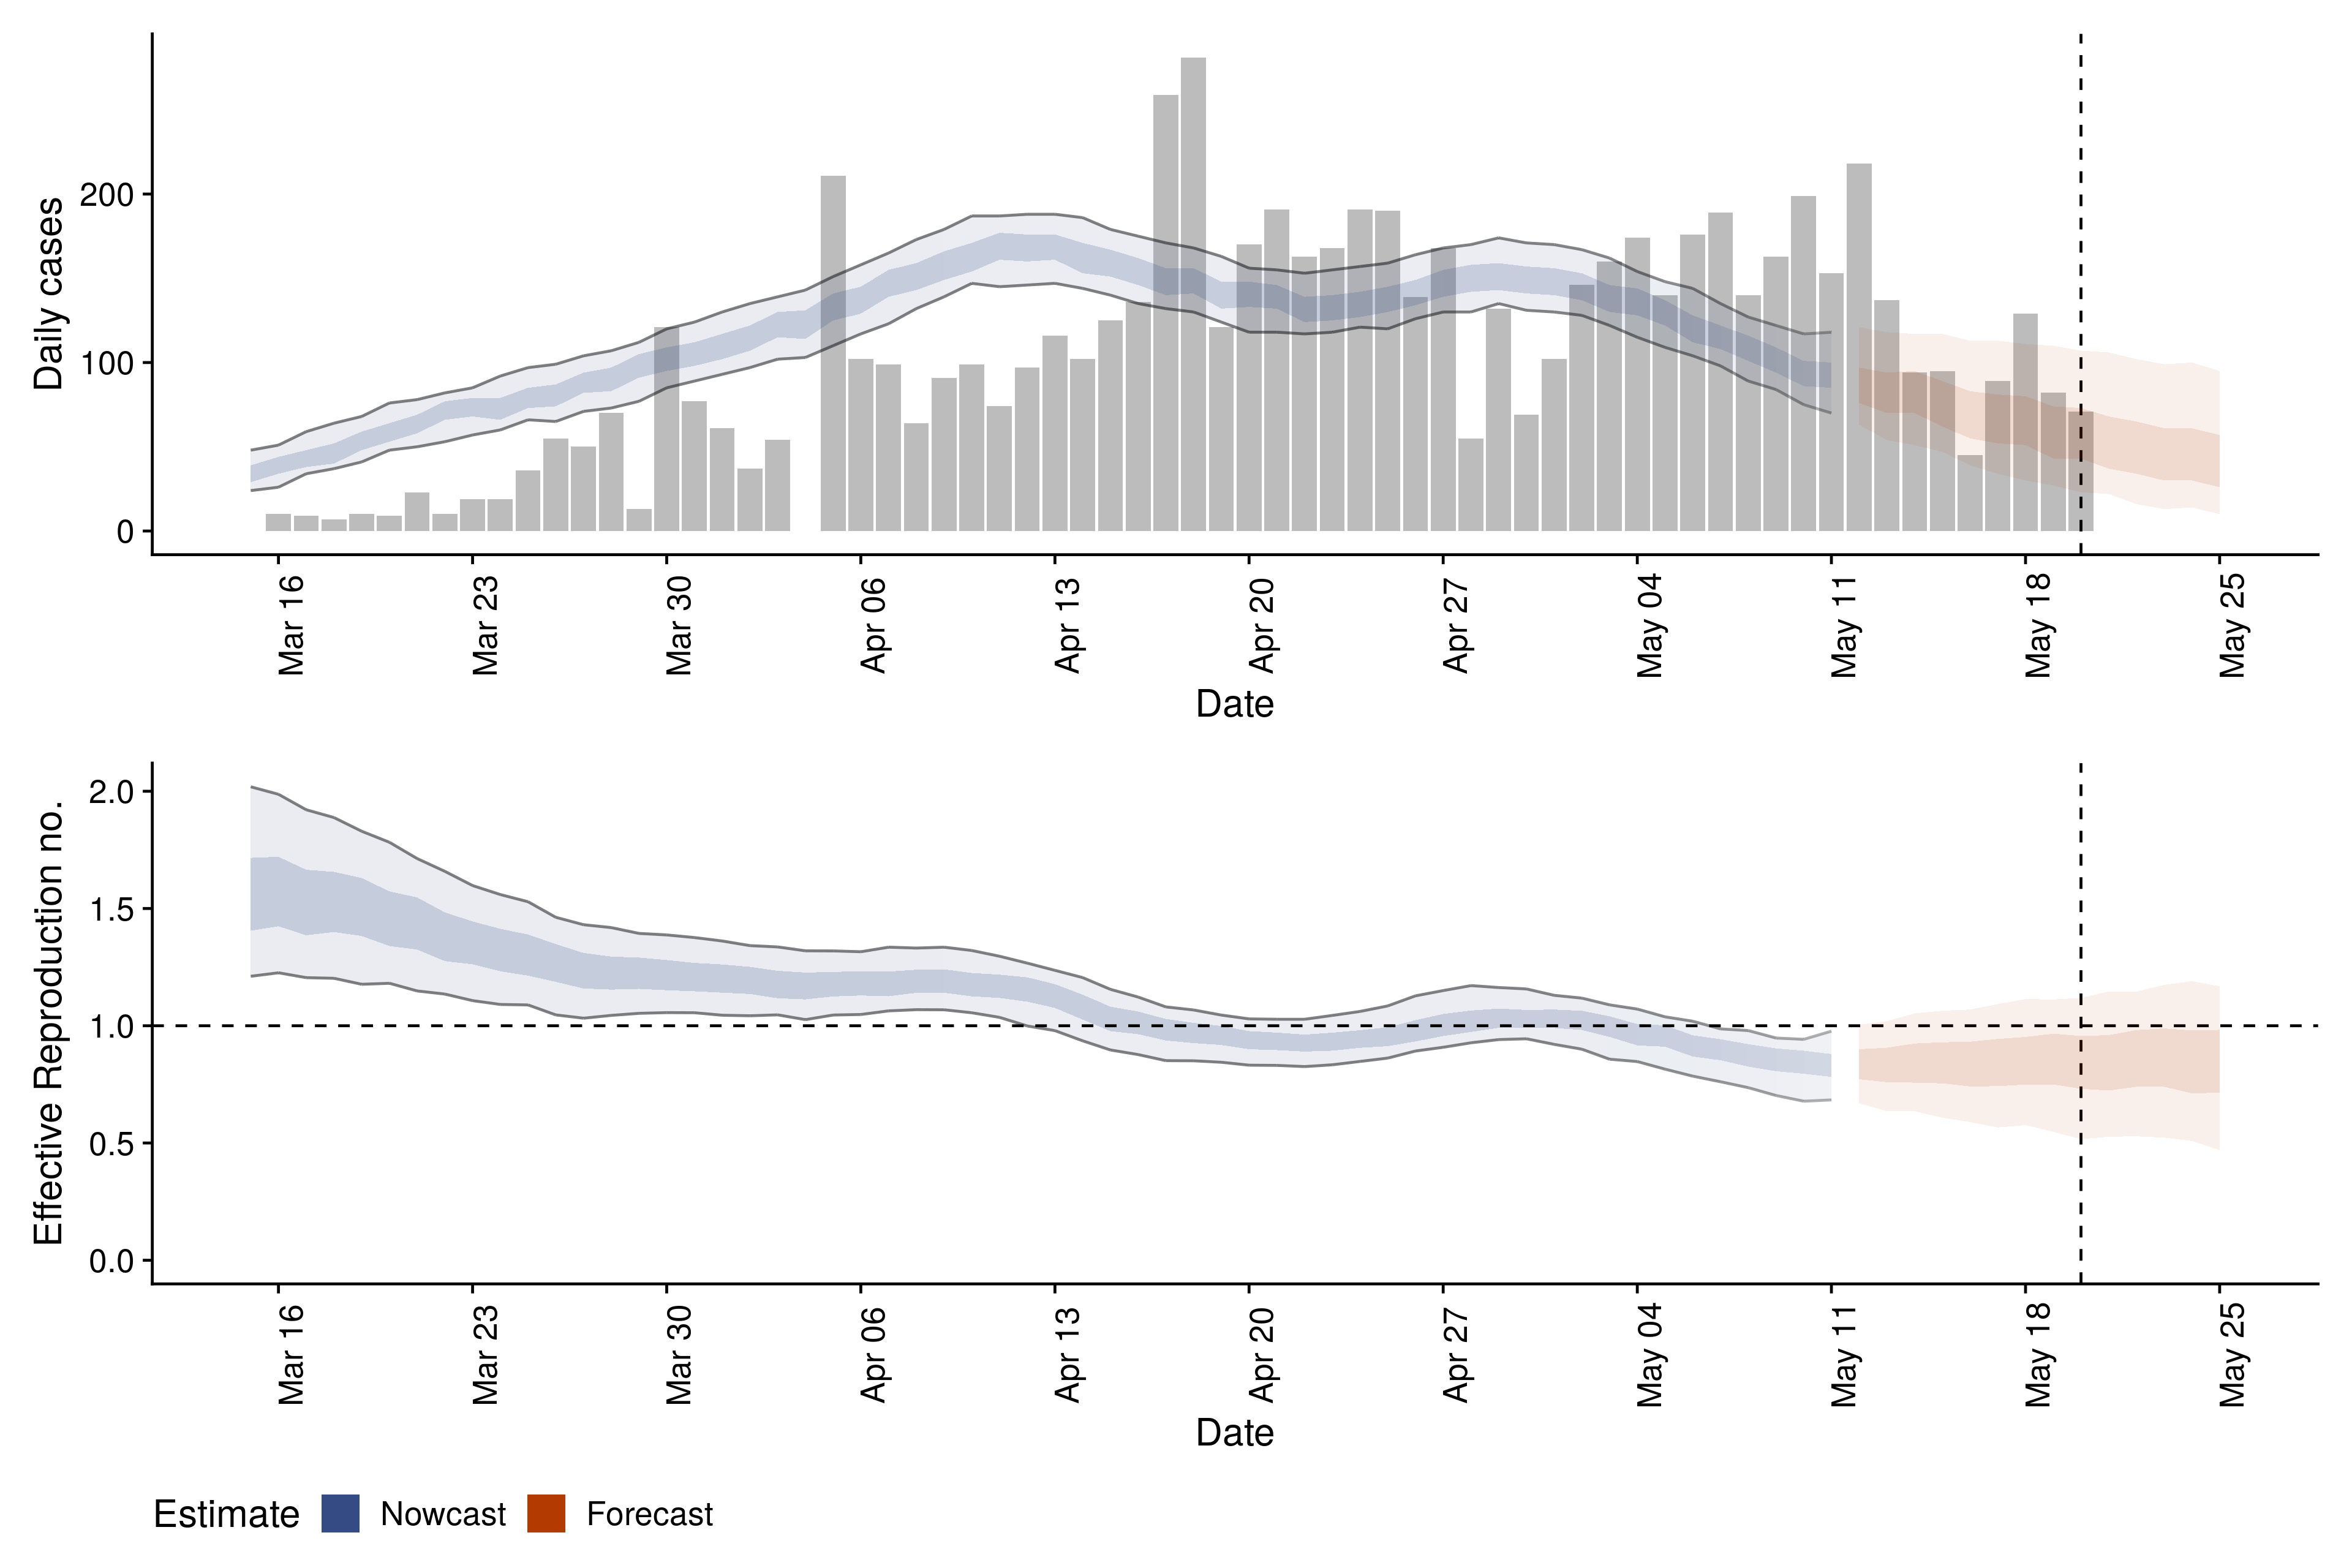 Daily cases
200
100
0
Mar 16
Mar 23
Mar 30
Apr 06
Apr 13
Apr 20
Apr 27
May 04
May 11
May 18
May 25
Date
Effective Reproduction no.
2.0
1.5
1.0
0.5
0.0
Mar 16
Mar 23
Mar 30
Apr 06
Apr 13
Apr 20
Apr 27
May 04
May 11
May 18
May 25
Date
Estimate Nowcast Forecast